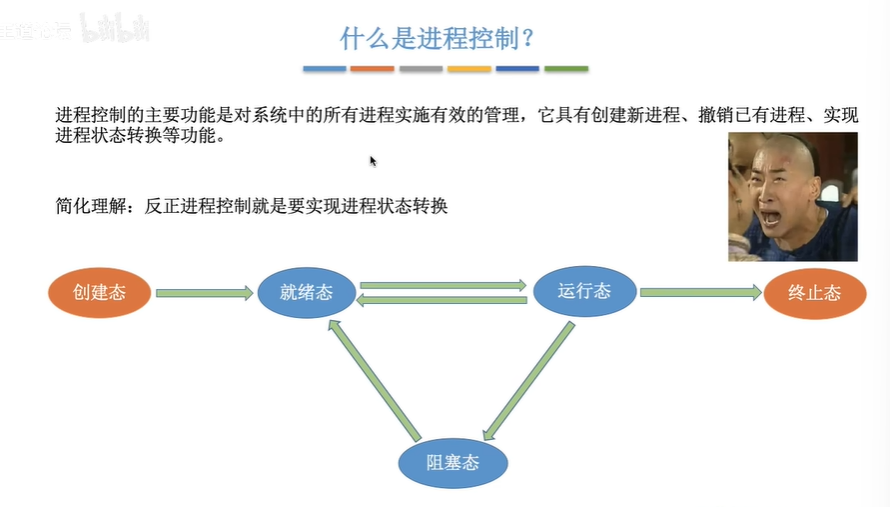 bilibili
什么是进程控制？
进程控制的主要功能是对系统中的所有进程实施有效的管理，它具有创建新进程、撤销已有进程、实现
进程状态转换等功能。
简化理解：反正进程控制就是要实现进程状态转换
创建态
就绪态
运行态
终止态
阻塞态